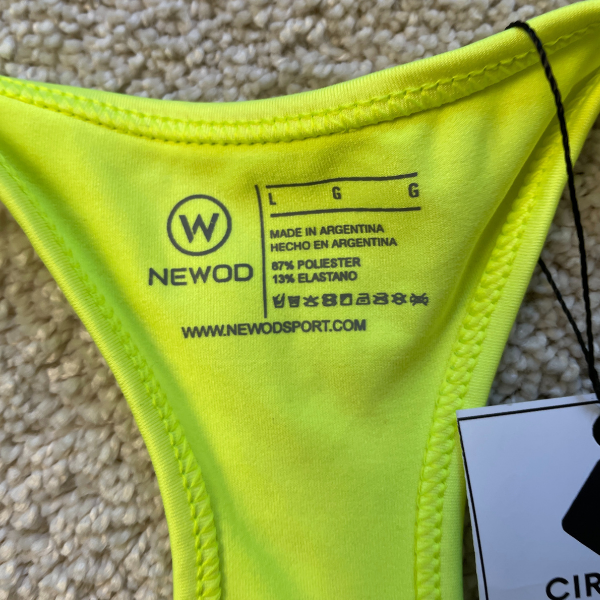 W
NEWOD
L G G
MADE IN ARGENTINA
HECHO EN ARGENTINA
87% POLIESTER
13% ELASTANO
WWW.NEWODSPORT.COM
CIR